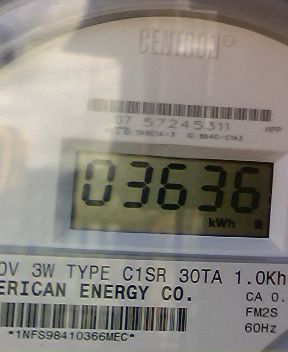 CENTRON®
07 57245311 HPP
03636
kWh
0V 3W TYPE C1SR 30TA 1.0Kh
ERICAN ENERGY CO. CA 0.
FM2S
*1NFS98410366MEC* 60Hz